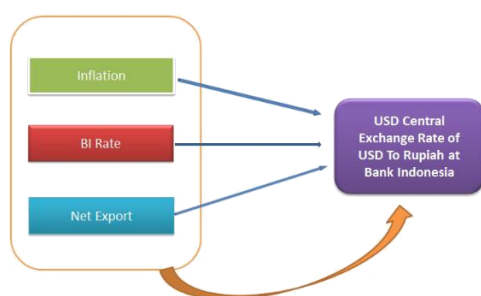 Inflation
BI Rate
Net Export
USD Central
Exchange Rate of
USD To Rupiah at
Bank Indonesia